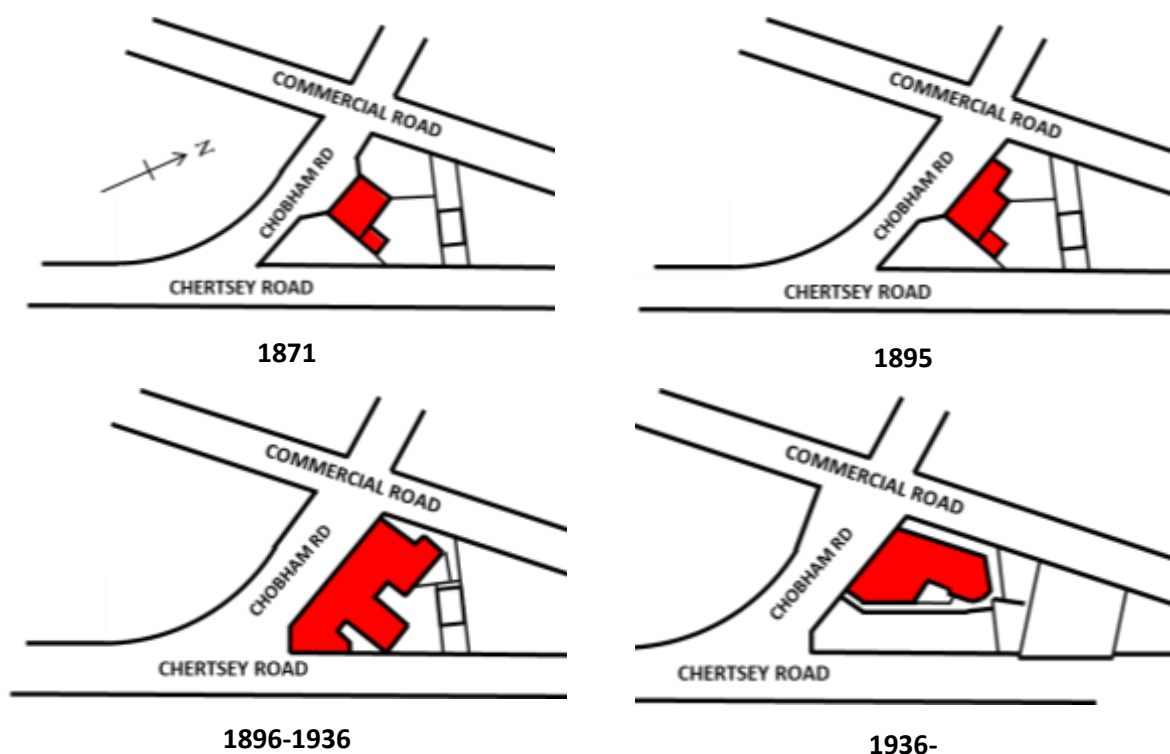 COMMERCIAL ROAD
N
CHOBHAM RD
CHERTSEY ROAD
1871
COMMERCIAL ROAD
CHOBHAM RD
CHERTSEY ROAD
1895
COMMERCIAL ROAD
CHOBHAM RD
CHERTSEY ROAD
1896-1936
COMMERCIAL ROAD
CHOBHAM RD
CHERTSEY ROAD
1936-